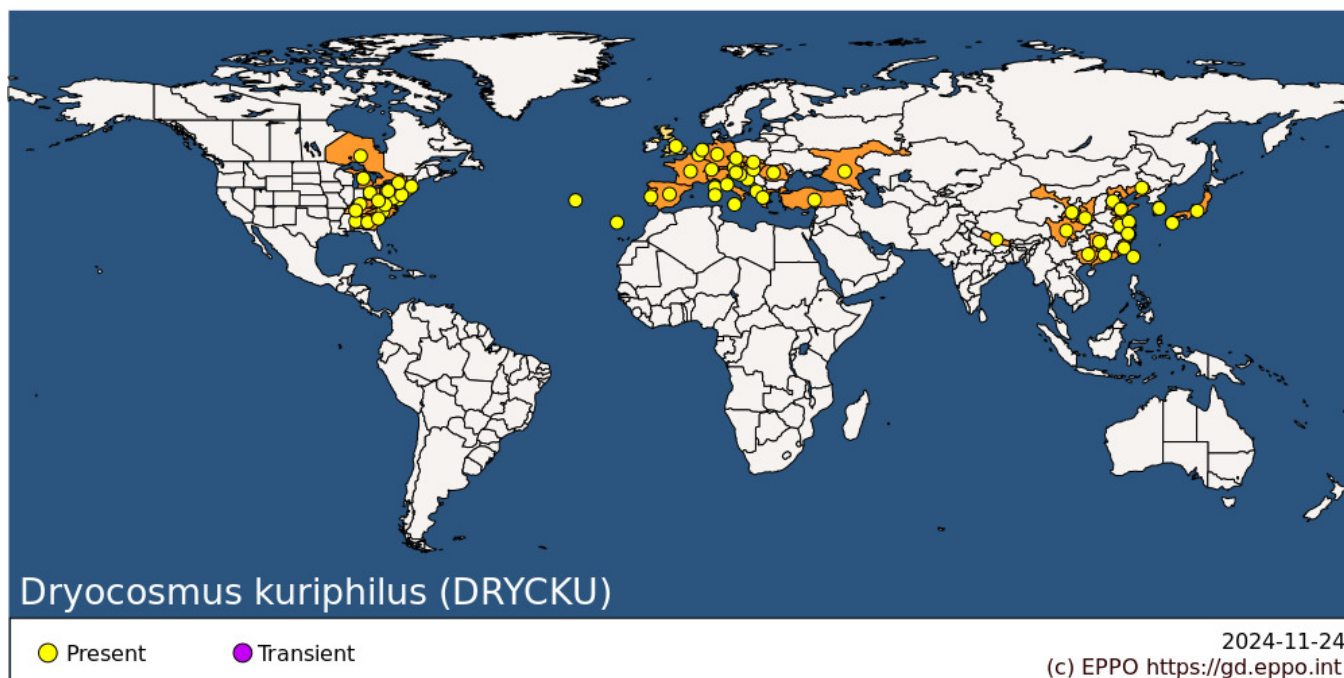 Dryocosmus kuriphilus (DRYCKU)
Present
Transient
2024-11-24
(c) EPPO https://gd.eppo.int